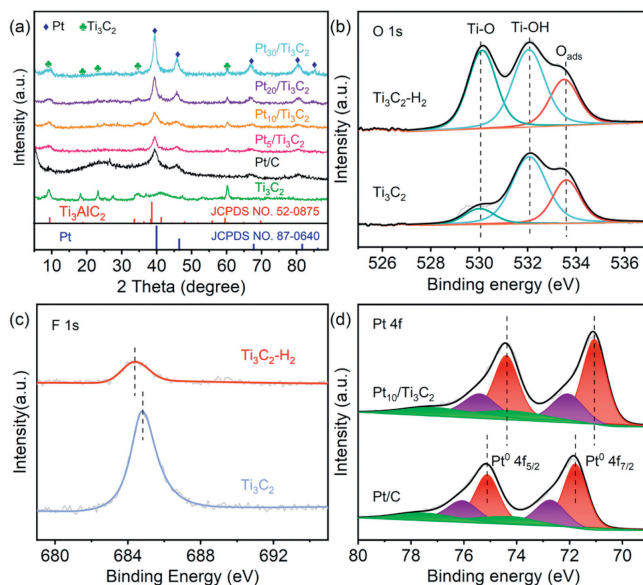 (a)
Pt
Ti₃C₂
Pt₃₀/Ti₃C₂
Pt₂₀/Ti₃C₂
Pt₁₀/Ti₃C₂
Pt₅/Ti₃C₂
Pt/C
Ti₃C₂
Ti₃AlC₂
JCPDS NO. 52-0875
Pt
JCPDS NO. 87-0640
Intensity (a.u.)
10 20 30 40 50 60 70 80
2 Theta (degree)
(b)
O 1s
Ti-O
Ti-OH
Oads
Ti₃C₂-H₂
Ti₃C₂
Intensity (a.u.)
526 528 530 532 534 536
Binding energy (eV)
(c)
F 1s
Ti₃C₂-H₂
Ti₃C₂
Intensity(a.u.)
680 684 688 692
Binding Energy (eV)
(d)
Pt 4f
Pt₁₀/Ti₃C₂
Pt⁰ 4f₅/₂
Pt⁰ 4f₇/₂
Pt/C
Intensity(a.u.)
80 78 76 74 72 70
Binding energy (eV)